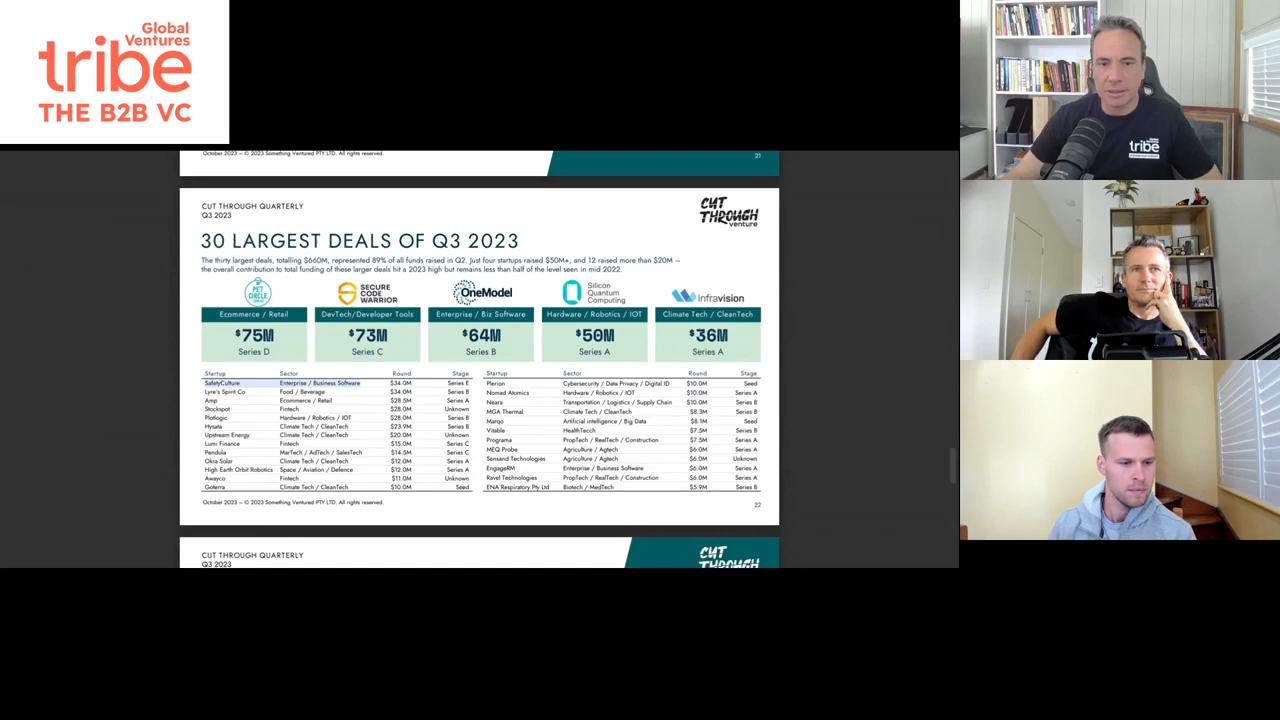 Global
Ventures
tribe
THE B2B VC
October 2023 – © 2023 Something Ventured PTY LTD. All rights reserved.
21
CUT THROUGH QUARTERLY
Q3 2023
CUT
THROUGH
venture
30 LARGEST DEALS OF Q3 2023
The thirty largest deals, totalling $660M, represented 89% of all funds raised in Q2. Just four startups raised $50M+, and 12 raised more than $20M –
the overall contribution to total funding of these larger deals hit a 2023 high but remains less than half of the level seen in mid 2022.
PET CIRCLE
SECURE CODE WARRIOR
OneModel
Silicon Quantum Computing
Infravision
Ecommerce / Retail
DevTech/Developer Tools
Enterprise / Biz Software
Hardware / Robotics / IOT
Climate Tech / CleanTech
$75M
$73M
$64M
$50M
$36M
Series D
Series C
Series B
Series A
Series A
Startup Sector Round Stage
SafetyCulture Enterprise / Business Software $34.0M Series E
Lyre's Spirit Co Food / Beverage $34.0M Series B
Amp Ecommerce / Retail $28.5M Series A
Stockspot Fintech $28.0M Unknown
Plotlogic Hardware / Robotics / IOT $28.0M Series B
Hysata Climate Tech / CleanTech $23.9M Series B
Upstream Energy Climate Tech / CleanTech $20.0M Unknown
Lumi Finance Fintech $15.0M Series C
Pendula MarTech / AdTech / SalesTech $14.5M Series C
Okra Solar Climate Tech / CleanTech $12.0M Series A
High Earth Orbit Robotics Space / Aviation / Defence $12.0M Series A
Awayco Fintech $11.0M Unknown
Goterra Climate Tech / CleanTech $10.0M Seed
Startup Sector Round Stage
Plerion Cybersecurity / Data Privacy / Digital ID $10.0M Seed
Nomad Atomics Hardware / Robotics / IOT $10.0M Series A
Neara Transportation / Logistics / Supply Chain $10.0M Series B
MGA Thermal Climate Tech / CleanTech $8.3M Series B
Marqo Artificial intelligence / Big Data $8.1M Seed
Vitable HealthTecch $7.5M Series B
Programa PropTech / RealTech / Construction $7.5M Series A
MEQ Probe Agriculture / Agtech $6.0M Series A
Sensand Technologies Agriculture / Agtech $6.0M Unknown
EngageRM Enterprise / Business Software $6.0M Series A
Ravel Technologies PropTech / RealTech / Construction $6.0M Series A
ENA Respiratory Pty Ltd Biotech / MedTech $5.9M Series B
October 2023 – © 2023 Something Ventured PTY LTD. All rights reserved.
22
CUT THROUGH QUARTERLY
Q3 2023
CUT
THROUGH
Global
tribe